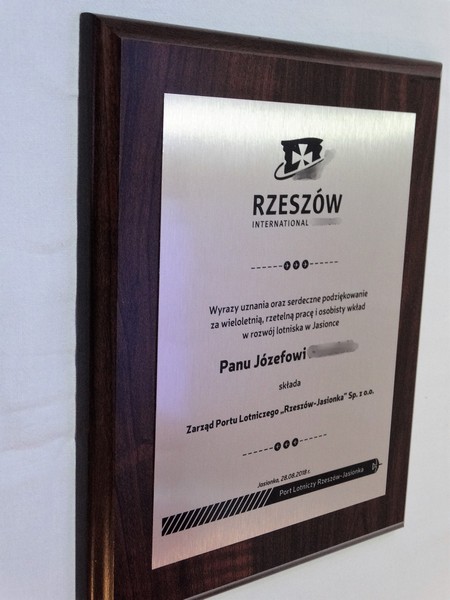 RZESZÓW
INTERNATIONAL
Wyrazy uznania oraz serdeczne podziękowanie
za wieloletnią, rzetelną pracę i osobisty wkład
w rozwój lotniska w Jasionce
Panu Józefowi
składa
Zarząd Portu Lotniczego „Rzeszów-Jasionka" Sp. z o.o.
Jasionka, 28.08.2018 r.
Port Lotniczy Rzeszów-Jasionka